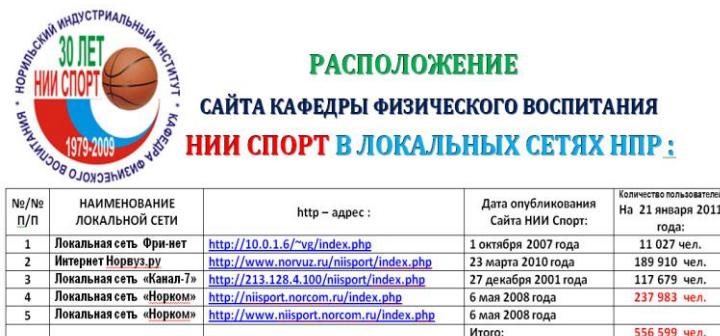 НОРИЛЬСКИЙ ИНДУСТРИАЛЬНЫЙ ИНСТИТУТ * КАФЕДРА ФИЗИЧЕСКОГО ВОСПИТАНИЯ *
30 ЛЕТ
НИИ СПОРТ
1979-2009
РАСПОЛОЖЕНИЕ
САЙТА КАФЕДРЫ ФИЗИЧЕСКОГО ВОСПИТАНИЯ
НИИ СПОРТ В ЛОКАЛЬНЫХ СЕТЯХ НПР :
№/№ П/П НАИМЕНОВАНИЕ ЛОКАЛЬНОЙ СЕТИ http – адрес : Дата опубликования Сайта НИИ Спорт: Количество пользователей На 21 января 2011 года:
1 Локальная сеть Фри-нет http://10.0.1.6/~vg/index.php 1 октября 2007 года 11 027 чел.
2 Интернет Норвуз.ру http://www.norvuz.ru/niisport/index.php 23 марта 2010 года 189 910 чел.
3 Локальная сеть «Канал-7» http://213.128.4.100/niisport/index.php 27 декабря 2001 года 117 679 чел.
4 Локальная сеть «Норком» http://niisport.norcom.ru/index.php 6 мая 2008 года 237 983 чел.
5 Локальная сеть «Норком» http://www.niisport.norcom.ru/index.php 6 мая 2008 года
Итого: 556 599 чел.